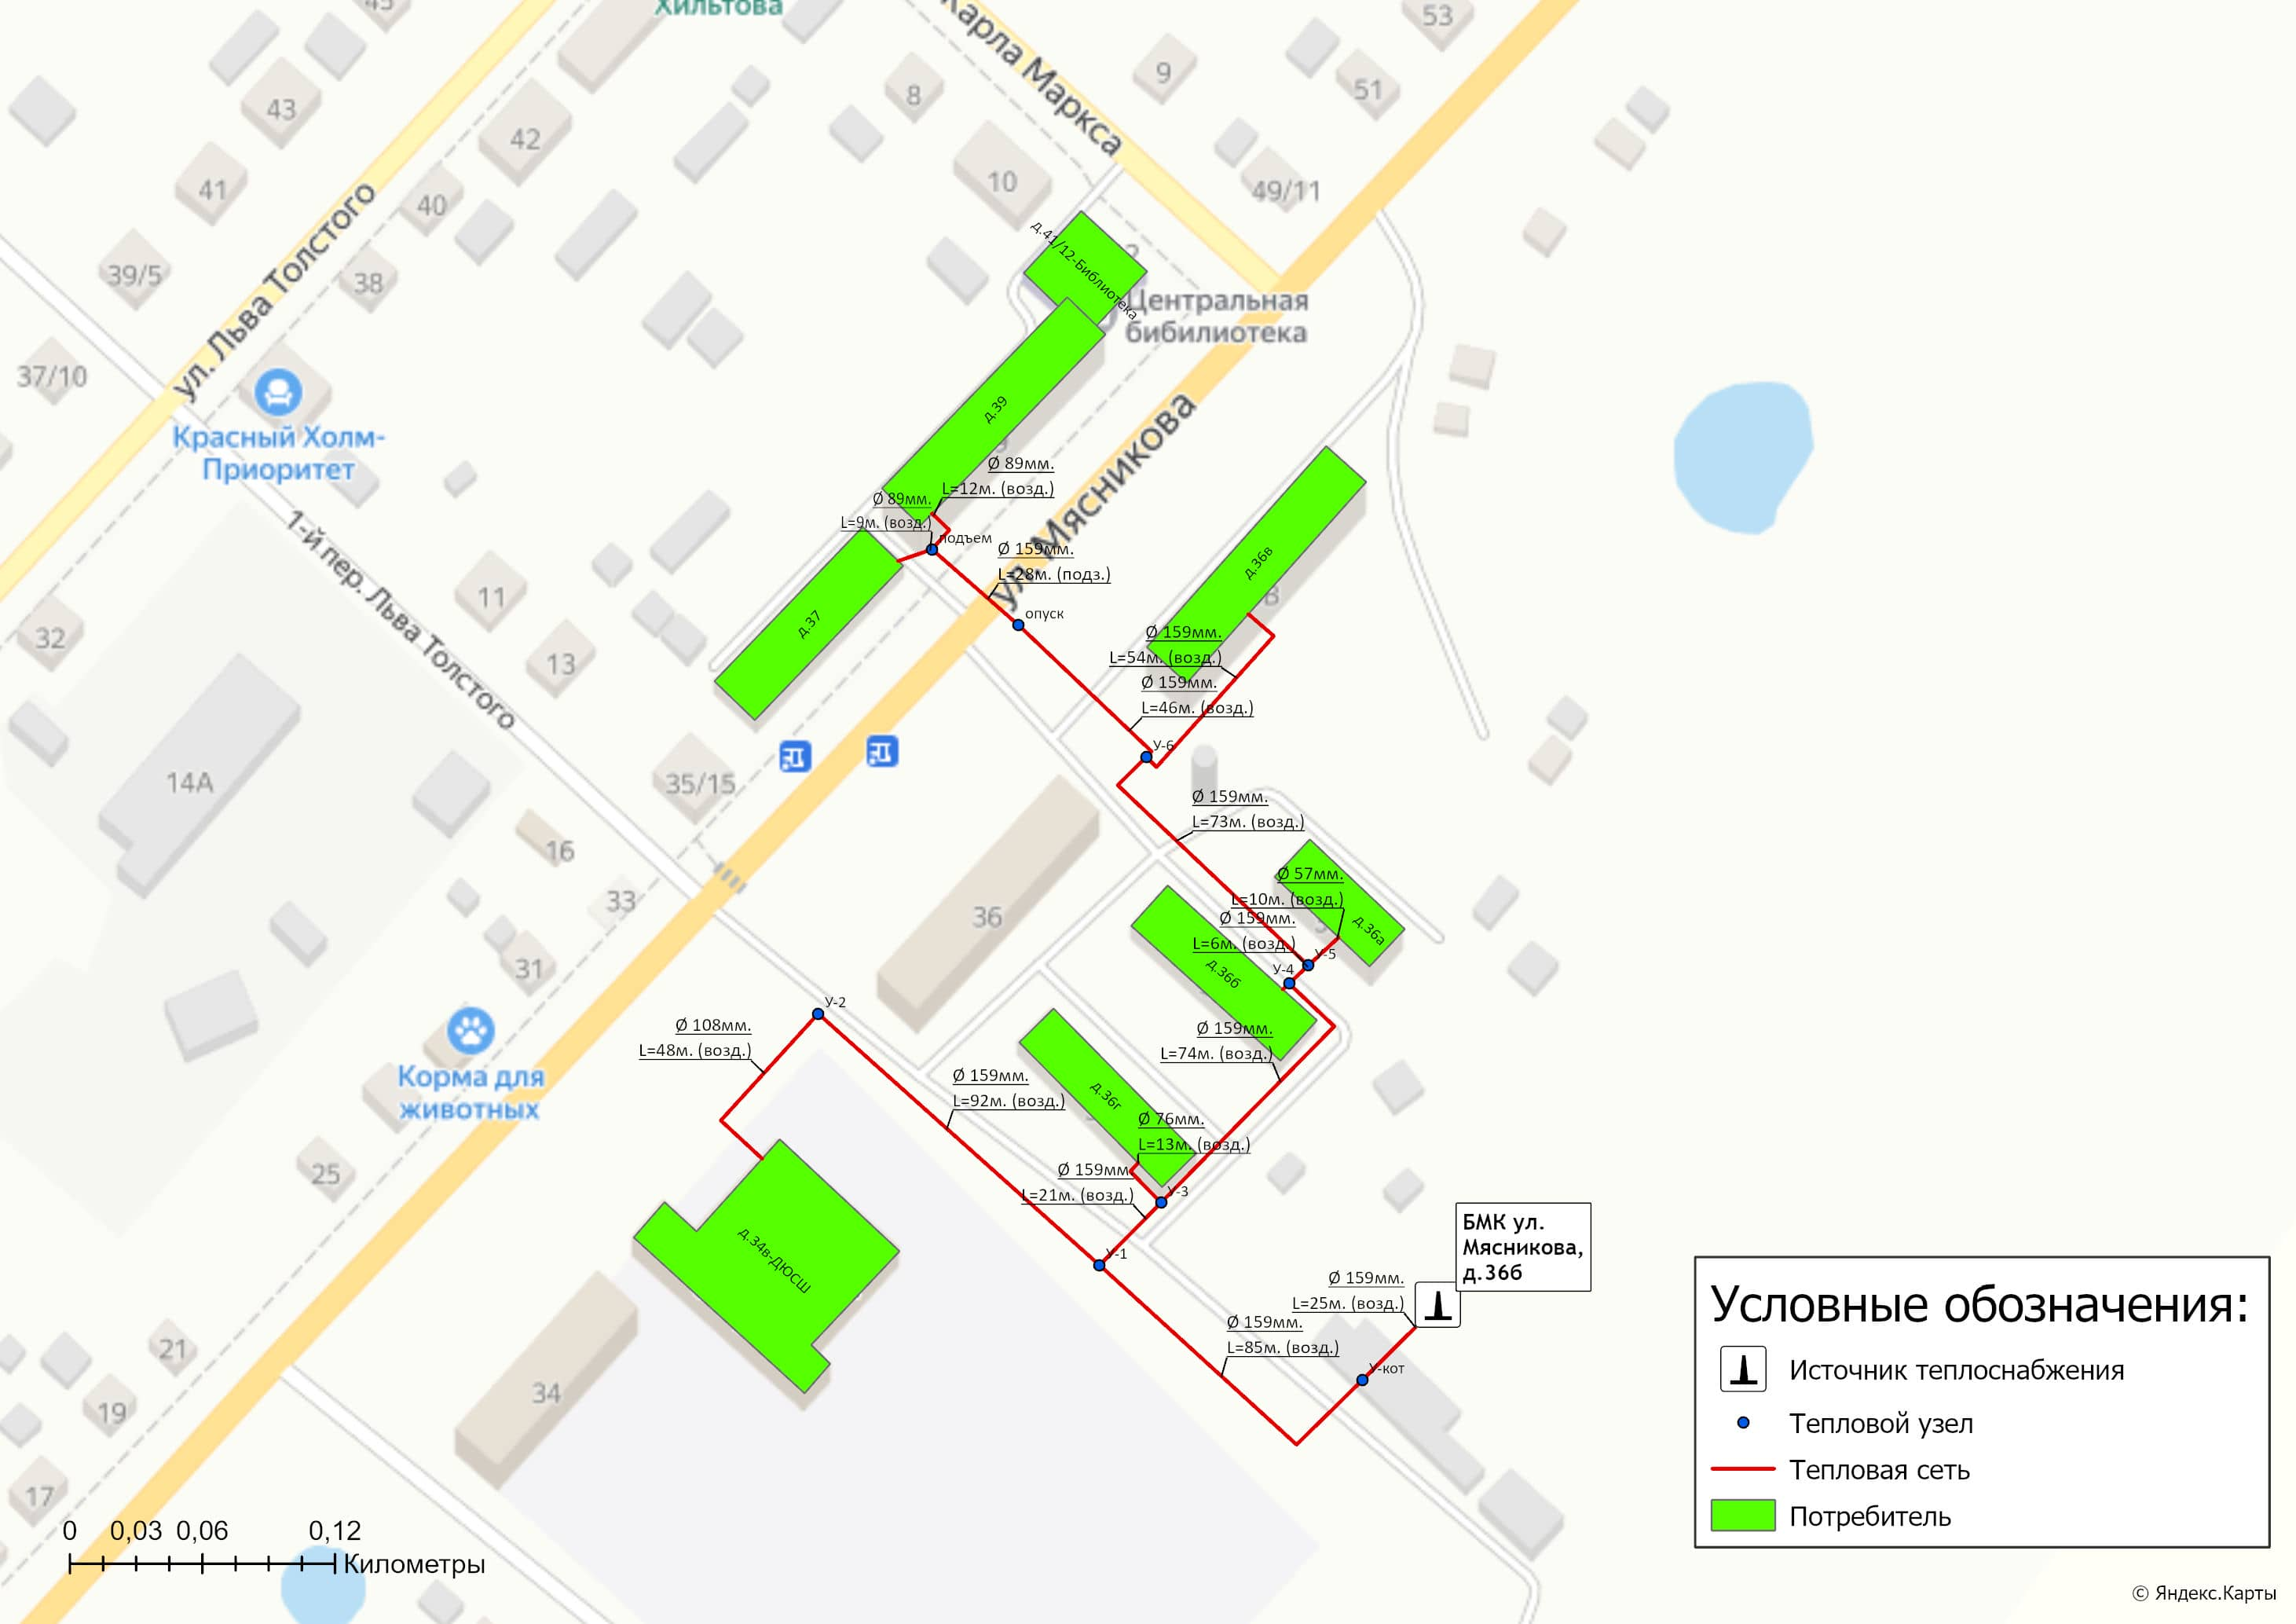 45
Хильтова
Карла Маркса
53
9
51
8
43
42
10
49/11
41
40
39/5
38
ул. Льва Толстого
д.41/12-Библиотека
Центральная
бибилиотека
37/10
Красный Холм-
Приоритет
д.39
ул. Мясникова
Ø 89мм.
L=12м. (возд.)
Ø 89мм.
L=9м. (возд.)
подъем
Ø 159мм.
L=28м. (подз.)
опуск
1-й пер. Льва Толстого
11
13
32
д.37
д.36в
В
Ø 159мм.
L=54м. (возд.)
Ø 159мм.
L=46м. (возд.)
У-6
14А
35/15
Ø 159мм.
L=73м. (возд.)
16
33
36
31
Ø 57мм.
L=10м. (возд.)
д.36а
Ø 159мм.
L=6м. (возд.)
У-5
У-4
д.36б
У-2
Ø 108мм.
L=48м. (возд.)
Ø 159мм.
L=74м. (возд.)
Корма для
животных
Ø 159мм.
L=92м. (возд.)
д.36г
Ø 76мм.
L=13м. (возд.)
Ø 159мм.
L=21м. (возд.)
У-3
25
У-1
д.34в-ДЮСШ
БМК ул.
Мясникова,
д.36б
Ø 159мм.
L=25м. (возд.)
Ø 159мм.
L=85м. (возд.)
У-кот
21
34
19
17
Условные обозначения:
Источник теплоснабжения
Тепловой узел
Тепловая сеть
Потребитель
0 0,03 0,06 0,12
Километры
© Яндекс.Карты